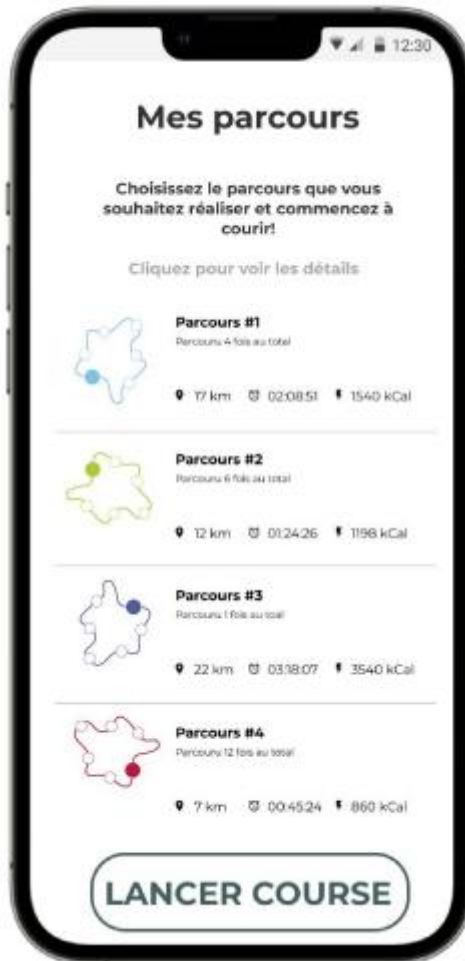 12:30
Mes parcours
Choisissez le parcours que vous
souhaitez réaliser et commencez à
courir!
Cliquez pour voir les détails
Parcours #1
Parcouru 4 fois au total
17 km 02:08:51 1540 kCal
Parcours #2
Parcouru 6 fois au total
12 km 01:24:26 1198 kCal
Parcours #3
Parcouru 1 fois au toal
22 km 03:18:07 3540 kCal
Parcours #4
Parcouru 12 fois au total
7 km 00:45:24 860 kCal
LANCER COURSE